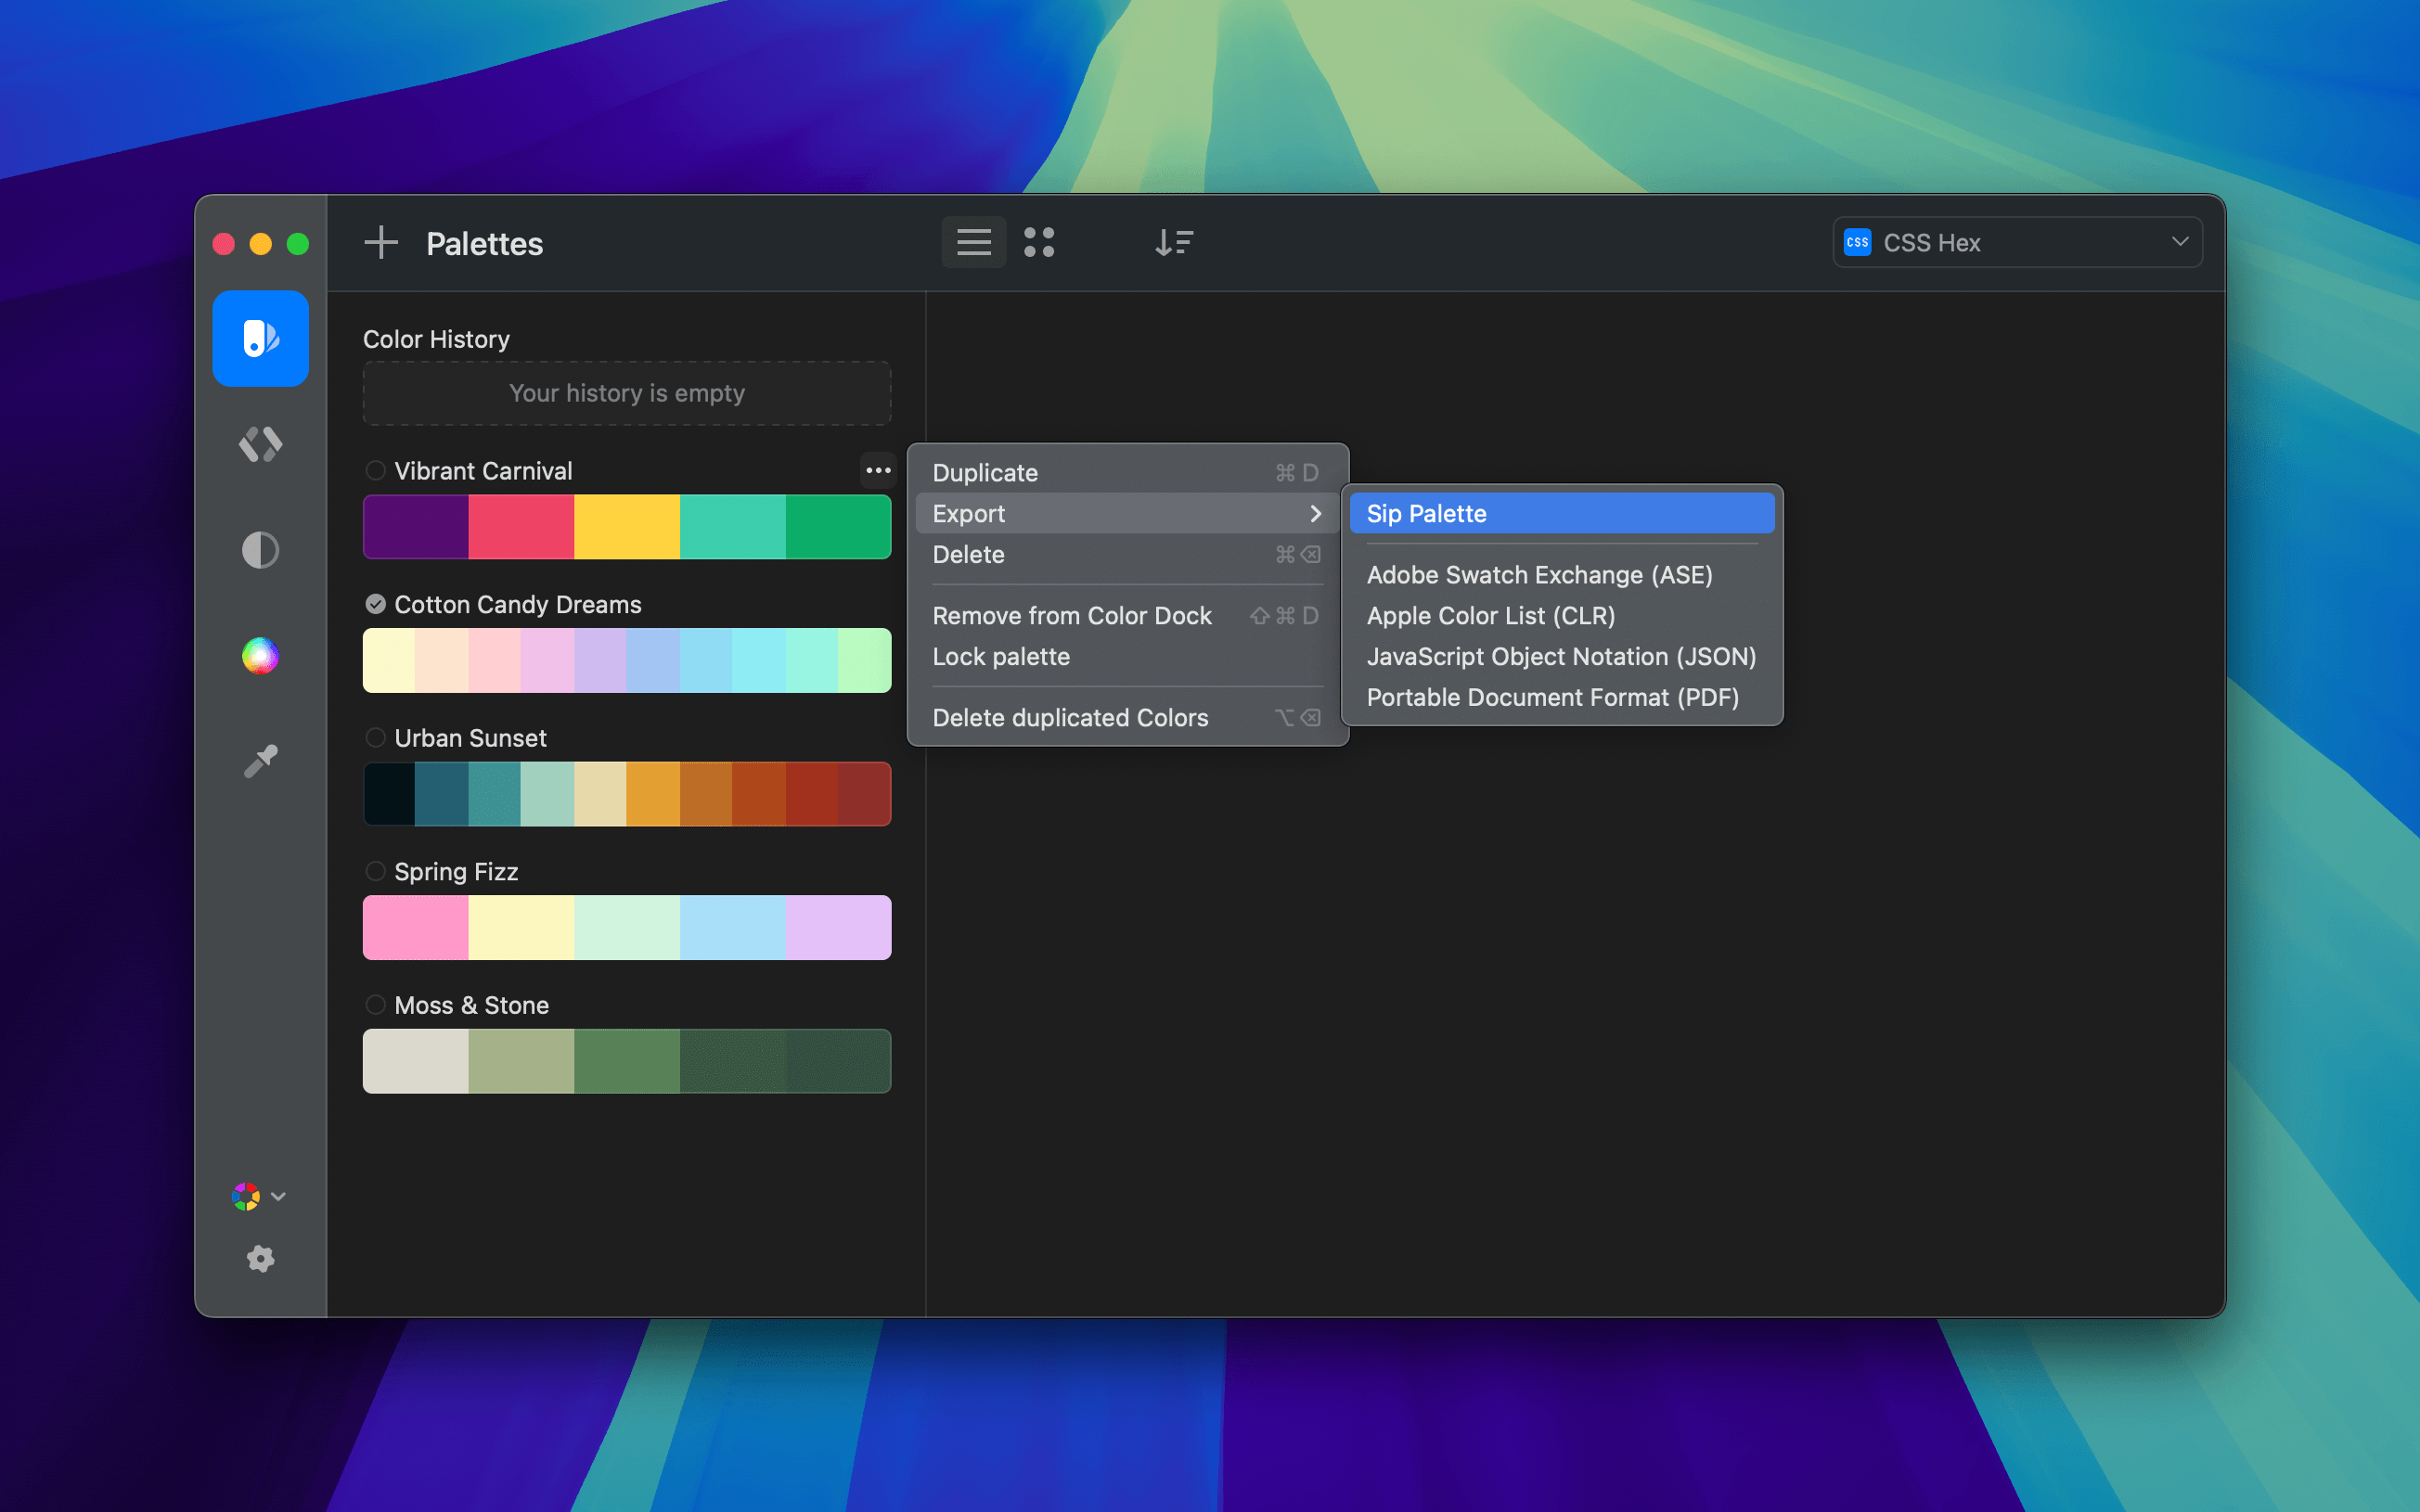 Palettes
CSS CSS Hex
Color History
Your history is empty
Vibrant Carnival
Cotton Candy Dreams
Urban Sunset
Spring Fizz
Moss & Stone
Duplicate ⌘ D
Export
Delete ⌘ ⌫
Remove from Color Dock ⇧ ⌘ D
Lock palette
Delete duplicated Colors ⌥ ⌫
Sip Palette
Adobe Swatch Exchange (ASE)
Apple Color List (CLR)
JavaScript Object Notation (JSON)
Portable Document Format (PDF)